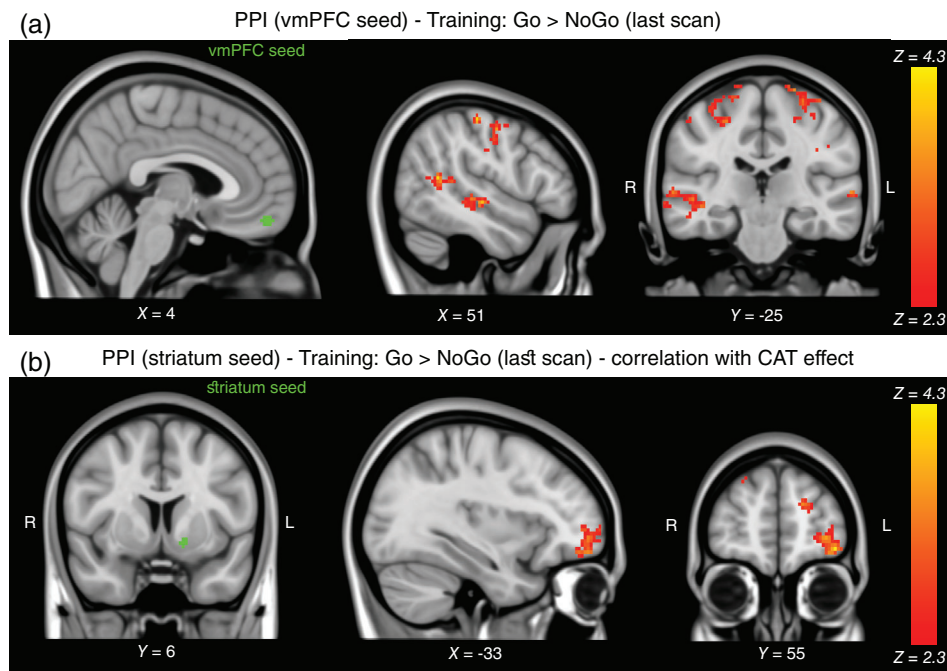 (a) PPI (vmPFC seed) - Training: Go > NoGo (last scan)
vmPFC seed
Z = 4.3
R L
Z = 2.3
X = 4 X = 51 Y = -25
(b) PPI (striatum seed) - Training: Go > NoGo (last scan) - correlation with CAT effect
striatum seed
Z = 4.3
R L R L
Z = 2.3
Y = 6 X = -33 Y = 55